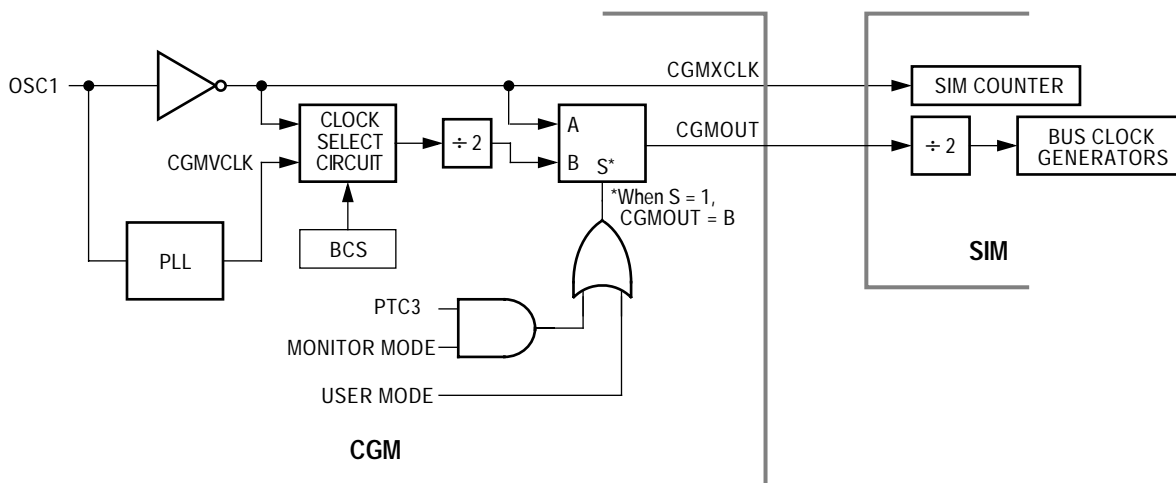 OSC1
CGMXCLK
SIM COUNTER
CLOCK
SELECT
CIRCUIT
÷ 2
A
B
S*
CGMOUT
÷ 2
BUS CLOCK
GENERATORS
CGMVCLK
*When S = 1,
CGMOUT = B
BCS
PLL
SIM
PTC3
MONITOR MODE
USER MODE
CGM